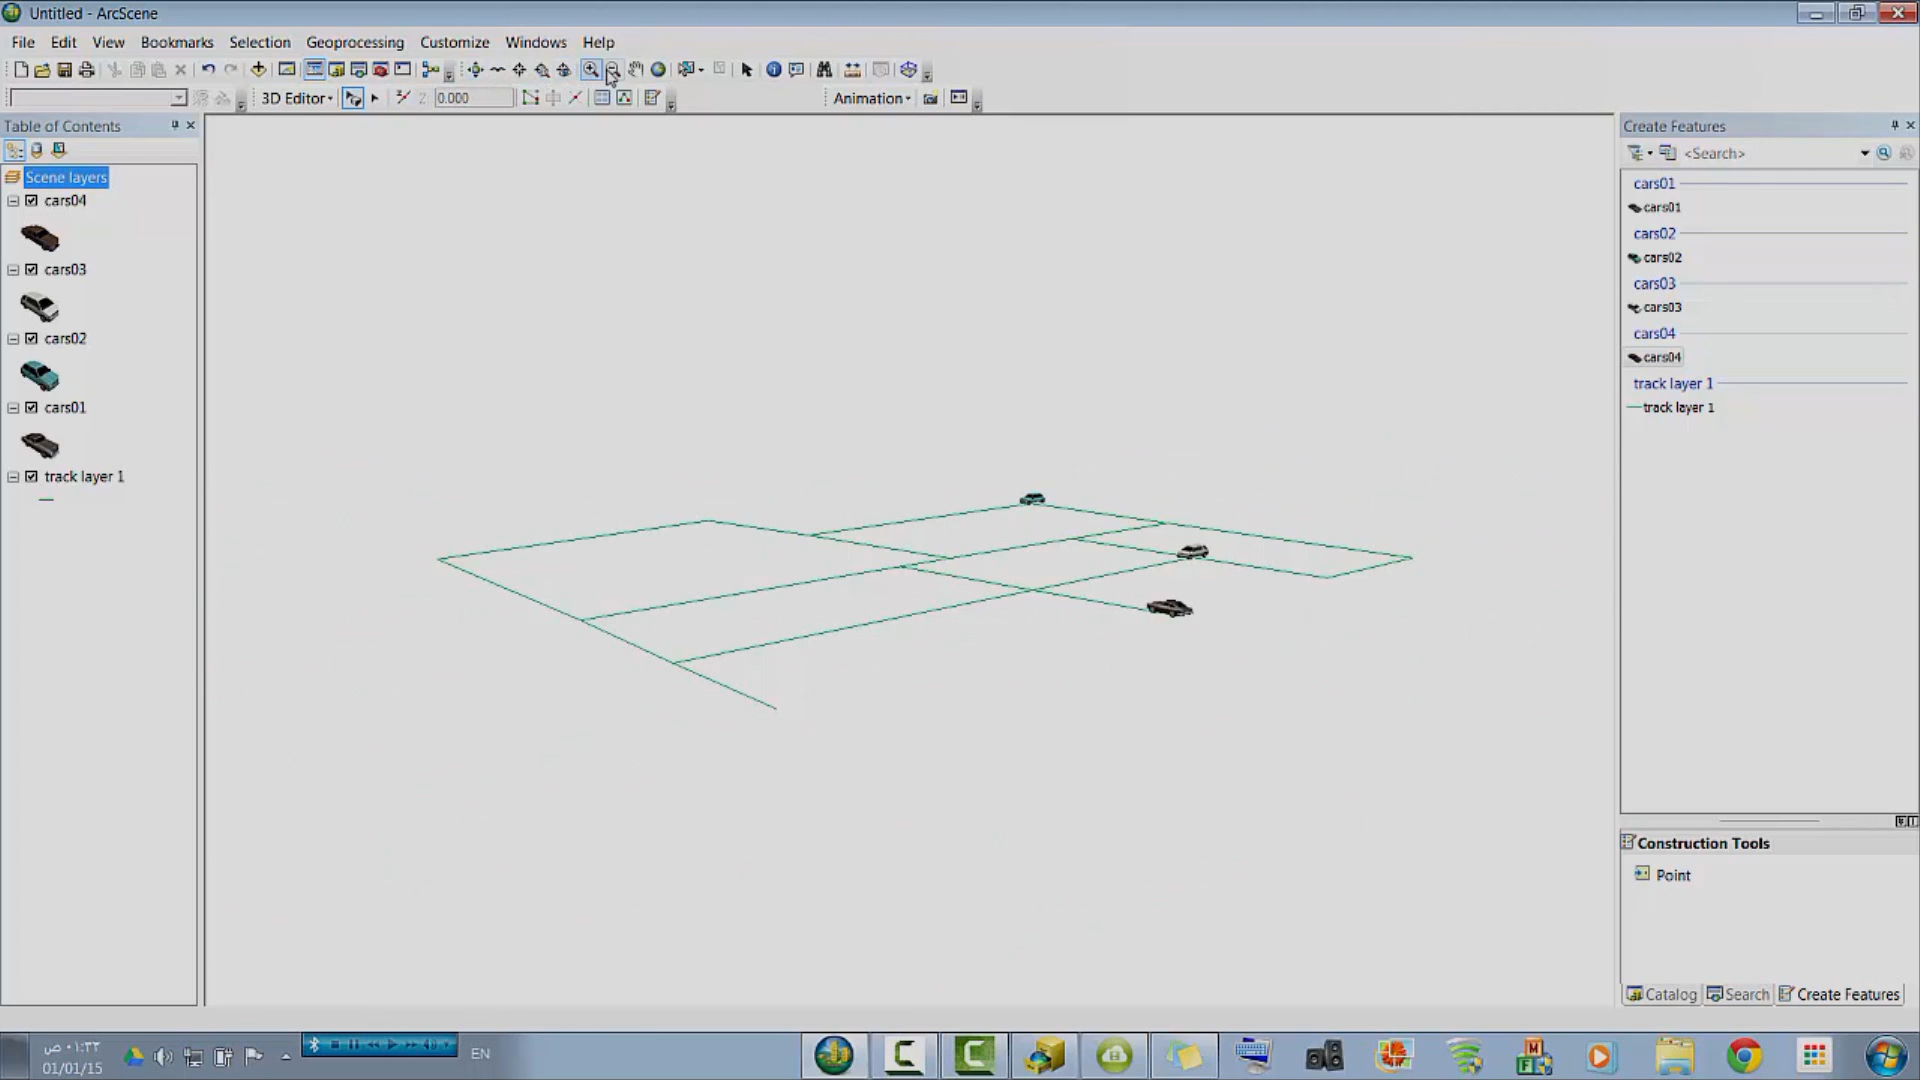 Untitled - ArcScene
File Edit View Bookmarks Selection Geoprocessing Customize Windows Help
3D Editor Z 0.000 Animation
Table of Contents
Scene layers
cars04
cars03
cars02
cars01
track layer 1
Create Features
<Search>
cars01
cars01
cars02
cars02
cars03
cars03
cars04
cars04
track layer 1
track layer 1
Construction Tools
Point
Catalog Search Create Features
٠١:٢٢ ص
01/01/15
EN